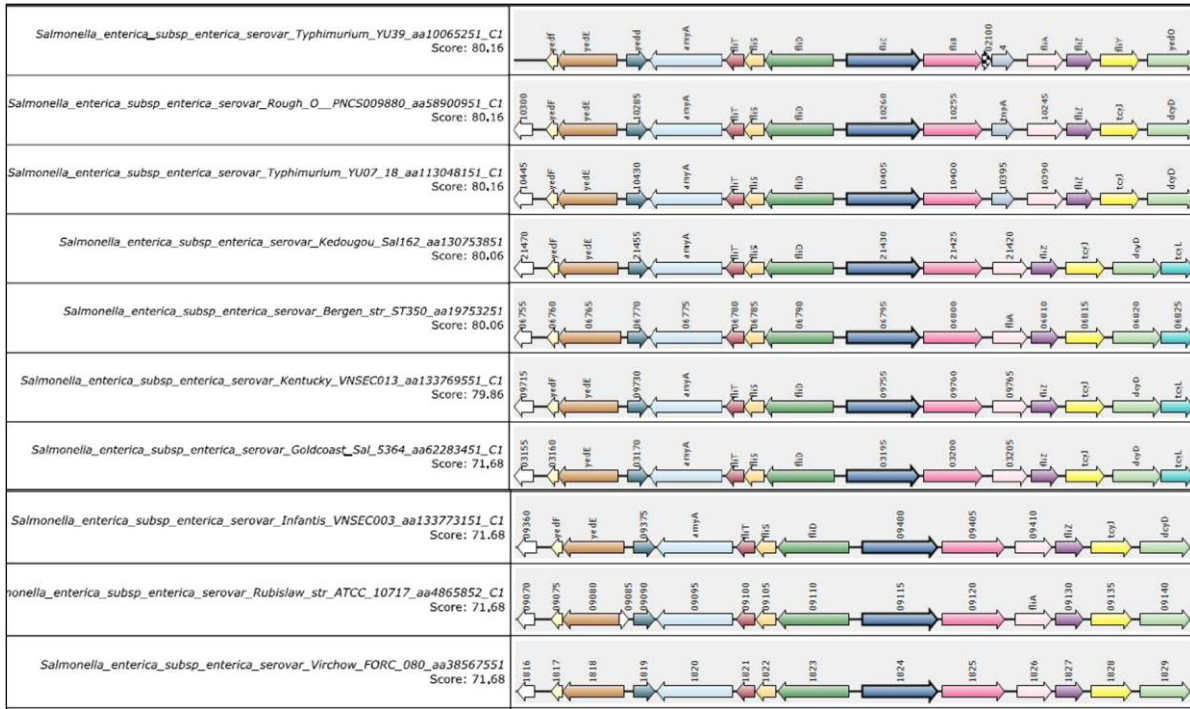 Salmonella_enterica_subsp_enterica_serovar_Typhimurium_YU39_aa10065251_C1
Score: 80.16
yedf yedE yedd amyA fliT fliS fliD fliC fliB 02100 4 fliA fliZ fliY yedO
Salmonella_enterica_subsp_enterica_serovar_Rough_O__PNCS009880_aa58900951_C1
Score: 80.16
10300 yedF yedE 10285 amyA fliT fliS fliD 10260 10255 tnpA 10245 fliZ tcyJ dcyD
Salmonella_enterica_subsp_enterica_serovar_Typhimurium_YU07_18_aa113048151_C1
Score: 80.16
10445 yedF yedE 10430 amyA fliT fliS fliD 10405 10400 10395 10390 fliZ tcyJ dcyD
Salmonella_enterica_subsp_enterica_serovar_Kedougou_Sal162_aa130753851
Score: 80.06
21470 yedF yedE 21455 amyA fliT fliS fliD 21430 21425 21420 fliZ tcyJ dcyD tcyL
Salmonella_enterica_subsp_enterica_serovar_Bergen_str_ST350_aa19753251
Score: 80.06
06755 06760 06765 06770 06775 06780 06785 06790 06795 06800 fliA 06810 06815 06820 06825
Salmonella_enterica_subsp_enterica_serovar_Kentucky_VNSEC013_aa133769551_C1
Score: 79.86
09715 yedF yedE 09730 amyA fliT fliS fliD 09755 09760 09765 fliZ tcyJ dcyD tcyL
Salmonella_enterica_subsp_enterica_serovar_Goldcoast_Sal_5364_aa62283451_C1
Score: 71.68
03155 03160 yedE 03170 amyA fliT fliS fliD 03195 03200 03205 fliZ tcyJ dcyD tcyL
Salmonella_enterica_subsp_enterica_serovar_Infantis_VNSEC003_aa133773151_C1
Score: 71.68
09360 yedF yedE 09375 amyA fliT fliS fliD 09400 09405 09410 fliZ tcyJ dcyD
nonella_enterica_subsp_enterica_serovar_Rubislaw_str_ATCC_10717_aa4865852_C1
Score: 71.68
09070 09075 09080 09085 09090 09095 09100 09105 09110 09115 09120 fliA 09130 09135 09140
Salmonella_enterica_subsp_enterica_serovar_Virchow_FORC_080_aa38567551
Score: 71.68
1816 1817 1818 1819 1820 1821 1822 1823 1824 1825 1826 1827 1828 1829